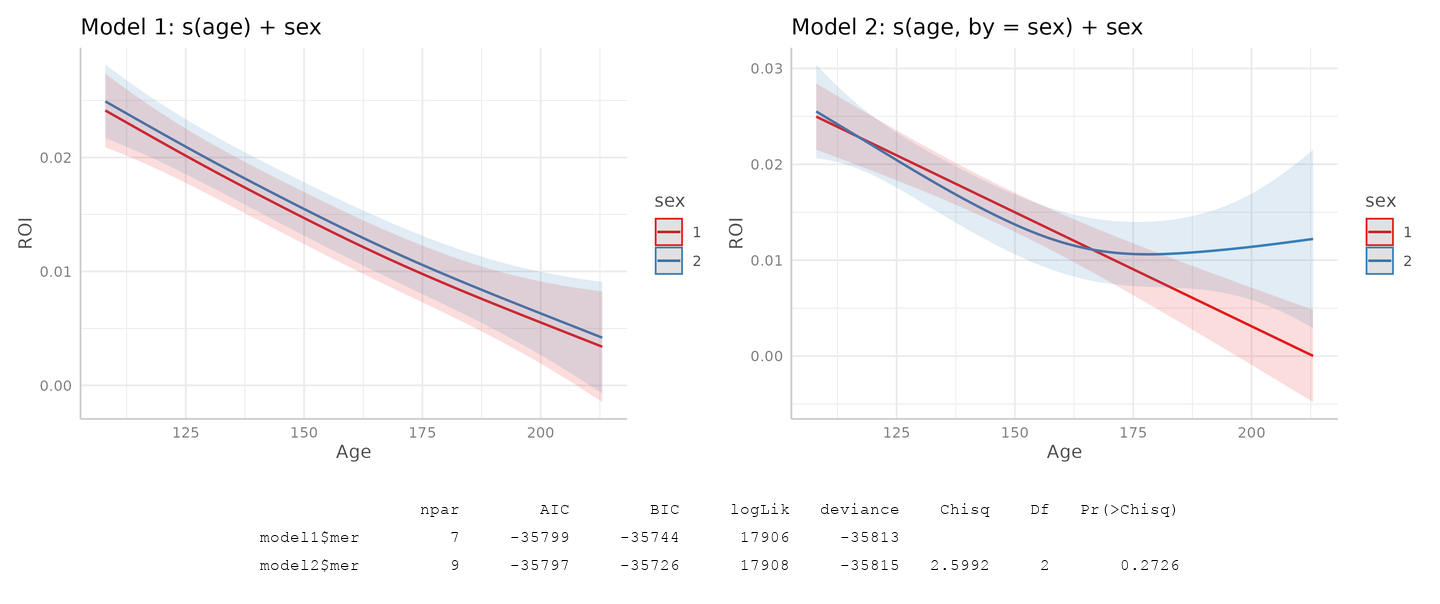 Model 1: s(age) + sex
0.02
0.01
0.00
ROI
125 150 175 200
Age
sex
1
2
Model 2: s(age, by = sex) + sex
0.03
0.02
0.01
0.00
ROI
125 150 175 200
Age
sex
1
2
npar AIC BIC logLik deviance Chisq Df Pr(>Chisq)
model1$mer 7 -35799 -35744 17906 -35813
model2$mer 9 -35797 -35726 17908 -35815 2.5992 2 0.2726